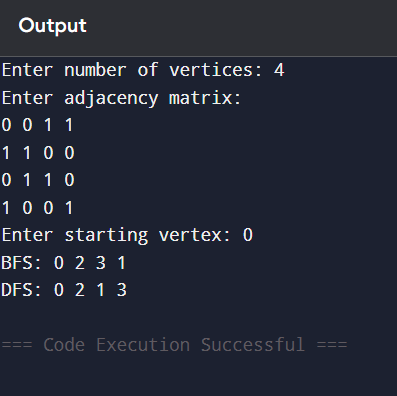 Output
Enter number of vertices: 4
Enter adjacency matrix:
0 0 1 1
1 1 0 0
0 1 1 0
1 0 0 1
Enter starting vertex: 0
BFS: 0 2 3 1
DFS: 0 2 1 3
=== Code Execution Successful ===